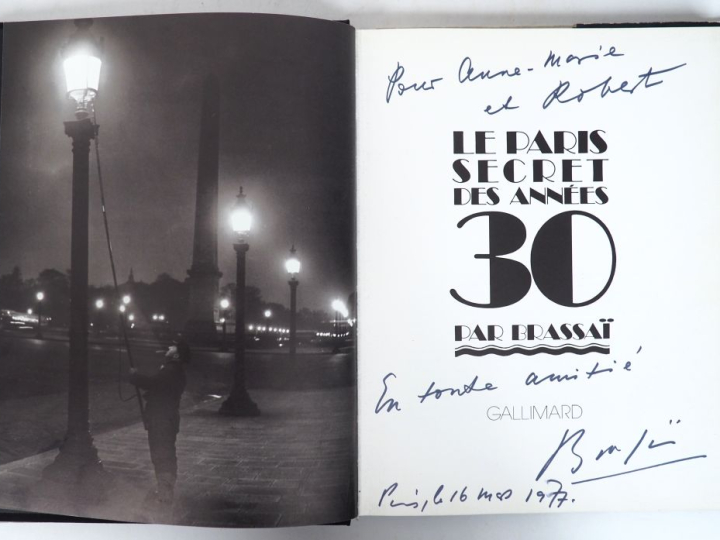 Pour Anne-Marie
et Robert
LE PARIS
SECRET
DES ANNÉES
30
PAR BRASSAÏ
En toute amitié
GALLIMARD
Brassaï
Paris, le 16 mars 1977.